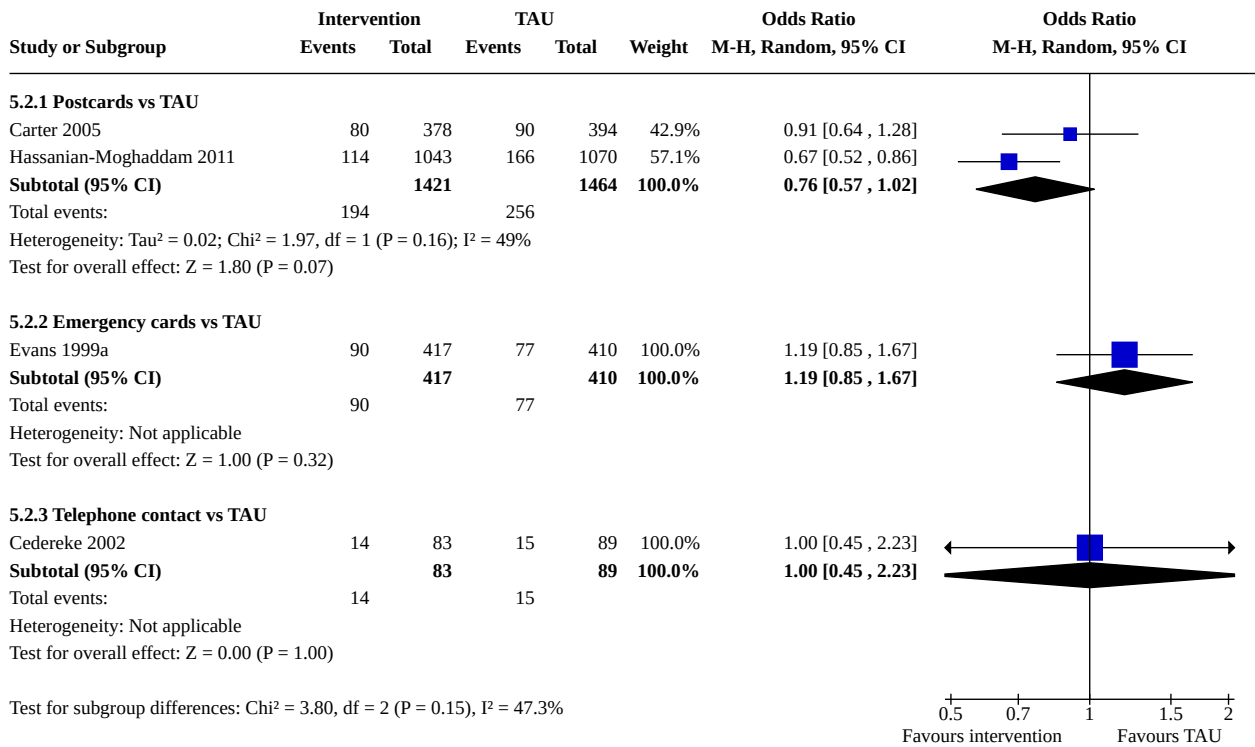 Intervention TAU Odds Ratio Odds Ratio
Study or Subgroup Events Total Events Total Weight M-H, Random, 95% CI M-H, Random, 95% CI
5.2.1 Postcards vs TAU
Carter 2005 80 378 90 394 42.9% 0.91 [0.64 , 1.28]
Hassanian-Moghaddam 2011 114 1043 166 1070 57.1% 0.67 [0.52 , 0.86]
Subtotal (95% CI) 1421 1464 100.0% 0.76 [0.57 , 1.02]
Total events: 194 256
Heterogeneity: Tau² = 0.02; Chi² = 1.97, df = 1 (P = 0.16); I² = 49%
Test for overall effect: Z = 1.80 (P = 0.07)
5.2.2 Emergency cards vs TAU
Evans 1999a 90 417 77 410 100.0% 1.19 [0.85 , 1.67]
Subtotal (95% CI) 417 410 100.0% 1.19 [0.85 , 1.67]
Total events: 90 77
Heterogeneity: Not applicable
Test for overall effect: Z = 1.00 (P = 0.32)
5.2.3 Telephone contact vs TAU
Cedereke 2002 14 83 15 89 100.0% 1.00 [0.45 , 2.23]
Subtotal (95% CI) 83 89 100.0% 1.00 [0.45 , 2.23]
Total events: 14 15
Heterogeneity: Not applicable
Test for overall effect: Z = 0.00 (P = 1.00)
Test for subgroup differences: Chi² = 3.80, df = 2 (P = 0.15), I² = 47.3%
0.5 0.7 1 1.5 2
Favours intervention Favours TAU